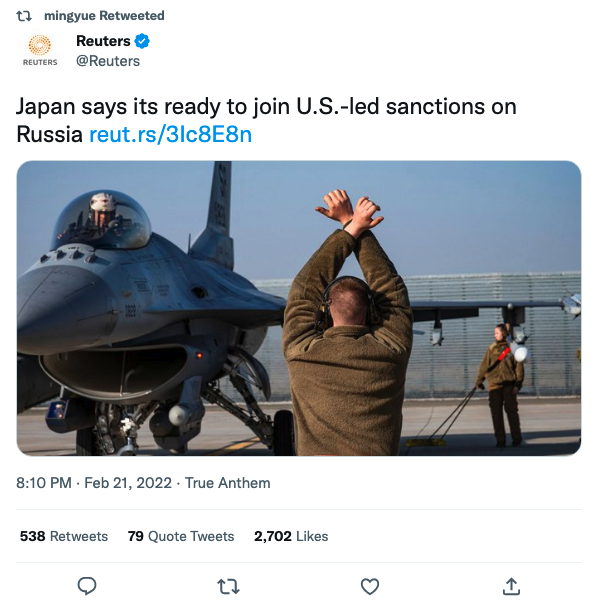 mingyue Retweeted
Reuters
REUTERS
@Reuters
Japan says its ready to join U.S.-led sanctions on
Russia reut.rs/3Ic8E8n
8:10 PM · Feb 21, 2022 · True Anthem
538 Retweets 79 Quote Tweets 2,702 Likes